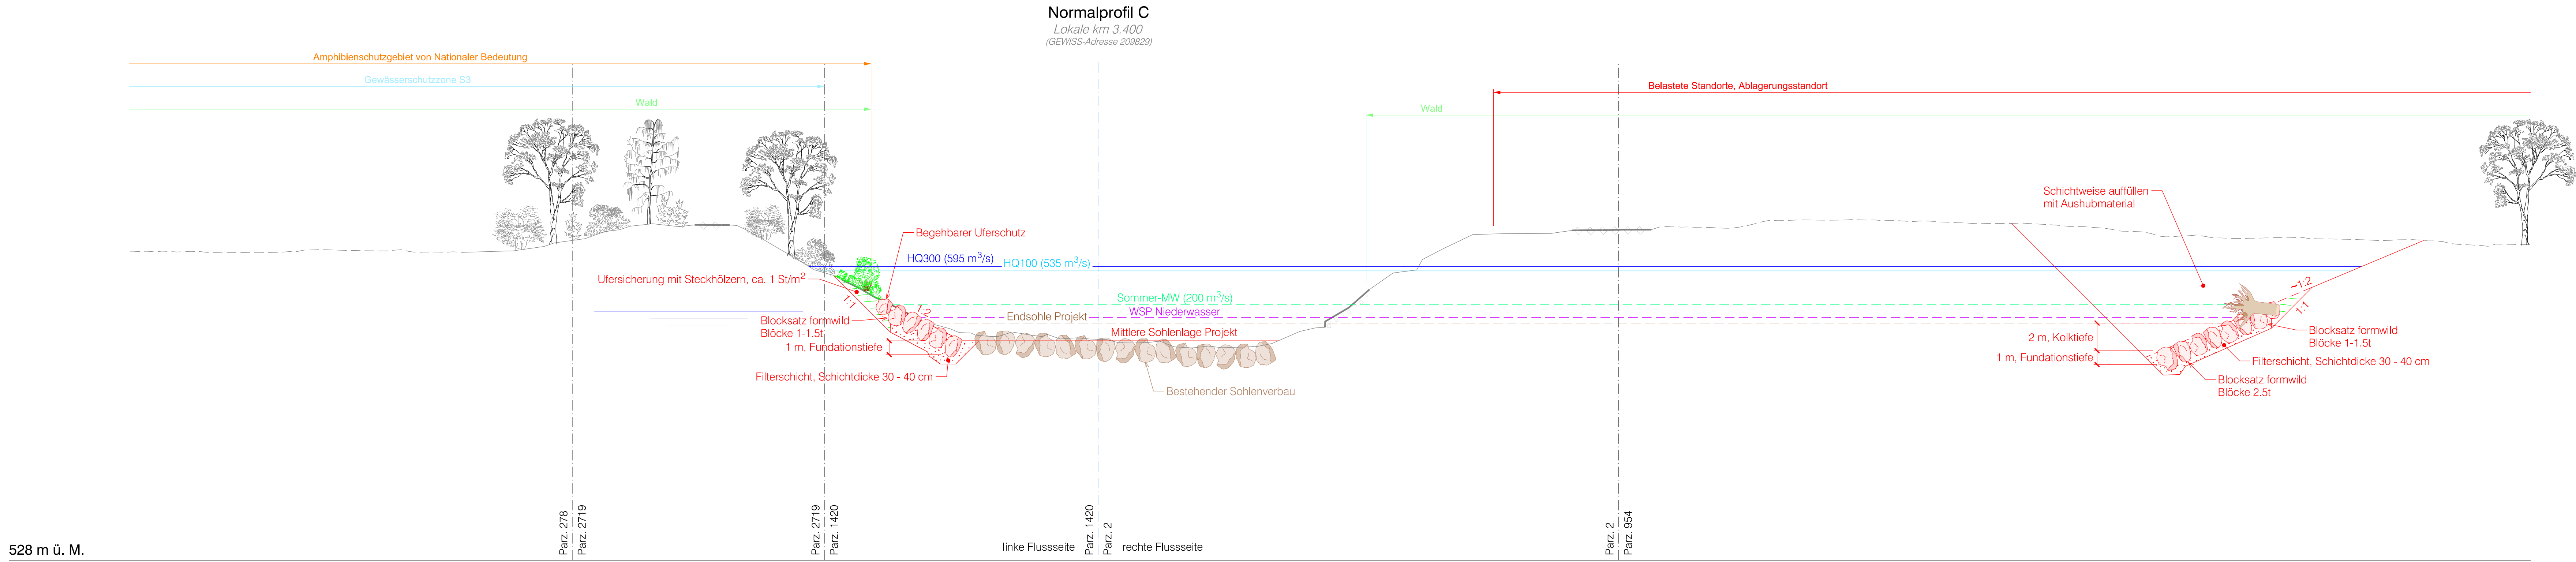 Normalprofil C
Lokale km 3.400
(GEWISS-Adresse 209829)
Amphibienschutzgebiet von Nationaler Bedeutung
Gewässerschutzzone S3
Wald
Belastete Standorte, Ablagerungsstandort
Wald
Schichtweise auffüllen
mit Aushubmaterial
Begehbarer Uferschutz
HQ300 (595 m³/s)
HQ100 (535 m³/s)
Ufersicherung mit Steckhölzern, ca. 1 St/m²
1:1
1:2
Sommer-MW (200 m³/s)
WSP Niederwasser
Endsohle Projekt
Mittlere Sohlenlage Projekt
Blocksatz formwild
Blöcke 1-1.5t
1 m, Fundationstiefe
Filterschicht, Schichtdicke 30 - 40 cm
Bestehender Sohlenverbau
~1:2
1:1
2 m, Kolktiefe
1 m, Fundationstiefe
Blocksatz formwild
Blöcke 1-1.5t
Filterschicht, Schichtdicke 30 - 40 cm
Blocksatz formwild
Blöcke 2.5t
Parz. 278
Parz. 2719
Parz. 2719
Parz. 1420
Parz. 1420
Parz. 2
Parz. 2
Parz. 954
528 m ü. M.
linke Flussseite
rechte Flussseite